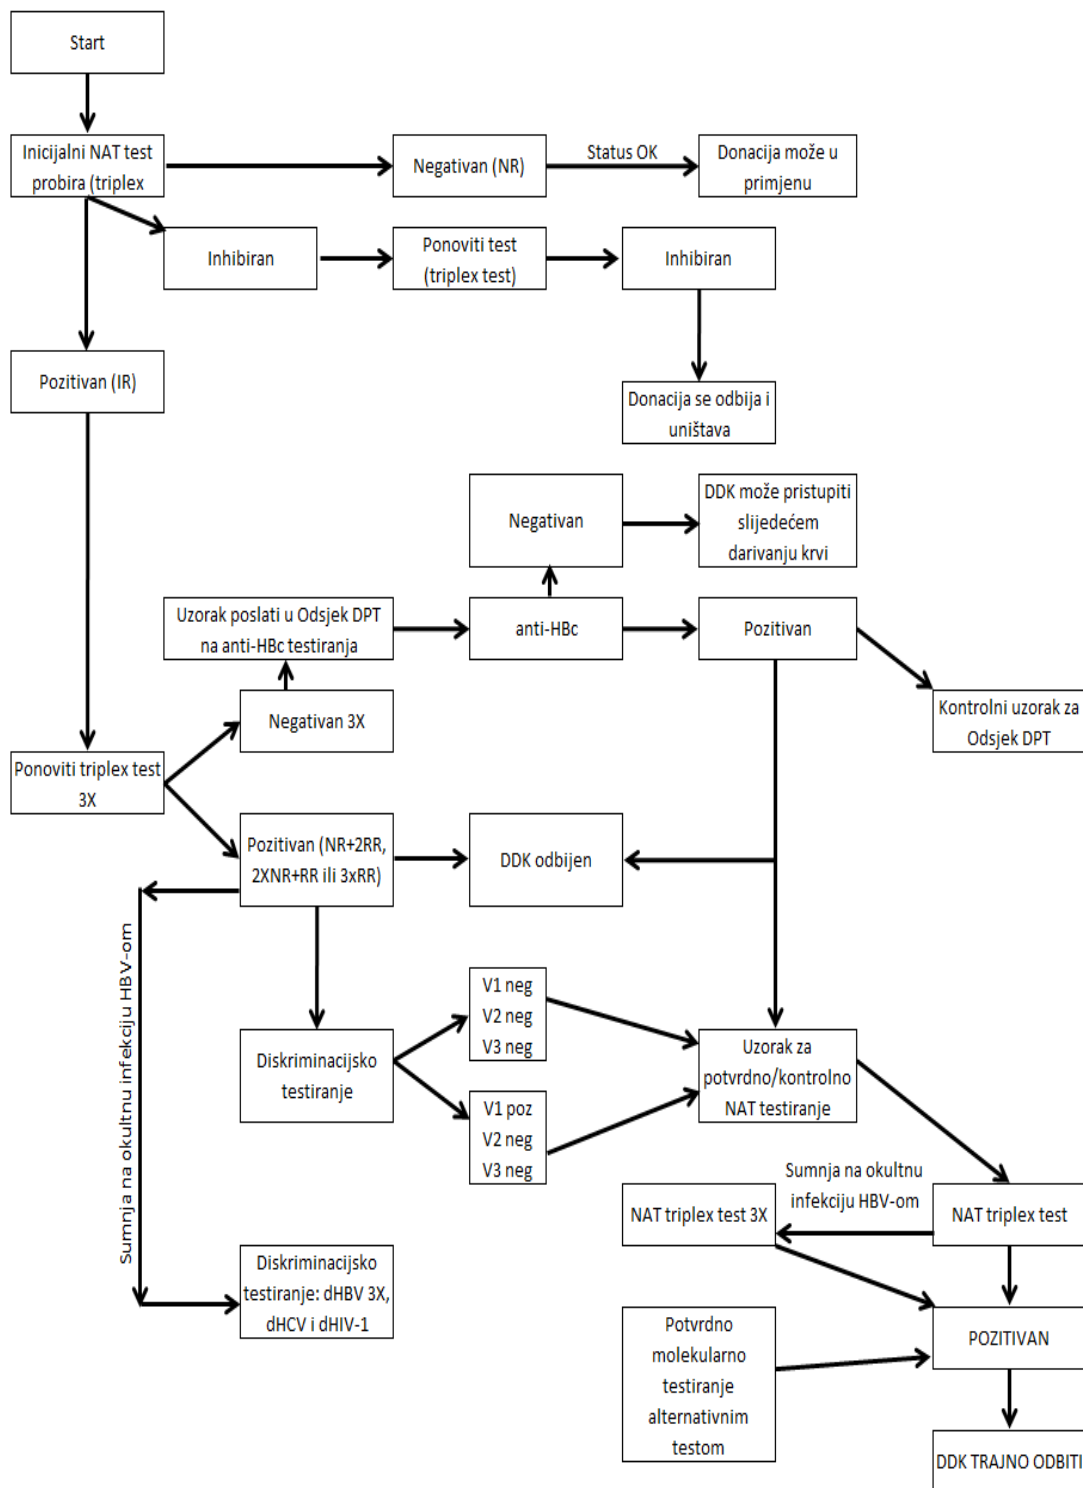 Start
Inicijalni NAT test
probira (triplex
Negativan (NR)
Status OK
Donacija može u
primjenu
Inhibiran
Ponoviti test
(triplex test)
Inhibiran
Pozitivan (IR)
Donacija se odbija i
uništava
Negativan
DDK može pristupiti
slijedećem
darivanju krvi
Uzorak poslati u Odsjek DPT
na anti-HBc testiranja
anti-HBc
Pozitivan
Negativan 3X
Kontrolni uzorak za
Odsjek DPT
Ponoviti triplex test
3X
Pozitivan (NR+2RR,
2XNR+RR ili 3xRR)
DDK odbijen
Sumnja na okultnu infekciju HBV-om
V1 neg
V2 neg
V3 neg
Diskriminacijsko
testiranje
Uzorak za
potvrdno/kontrolno
NAT testiranje
V1 poz
V2 neg
V3 neg
Sumnja na okultnu
infekciju HBV-om
NAT triplex test 3X
NAT triplex test
Diskriminacijsko
testiranje: dHBV 3X,
dHCV i dHIV-1
Potvrdno
molekularno
testiranje
alternativnim
testom
POZITIVAN
DDK TRAJNO ODBITI